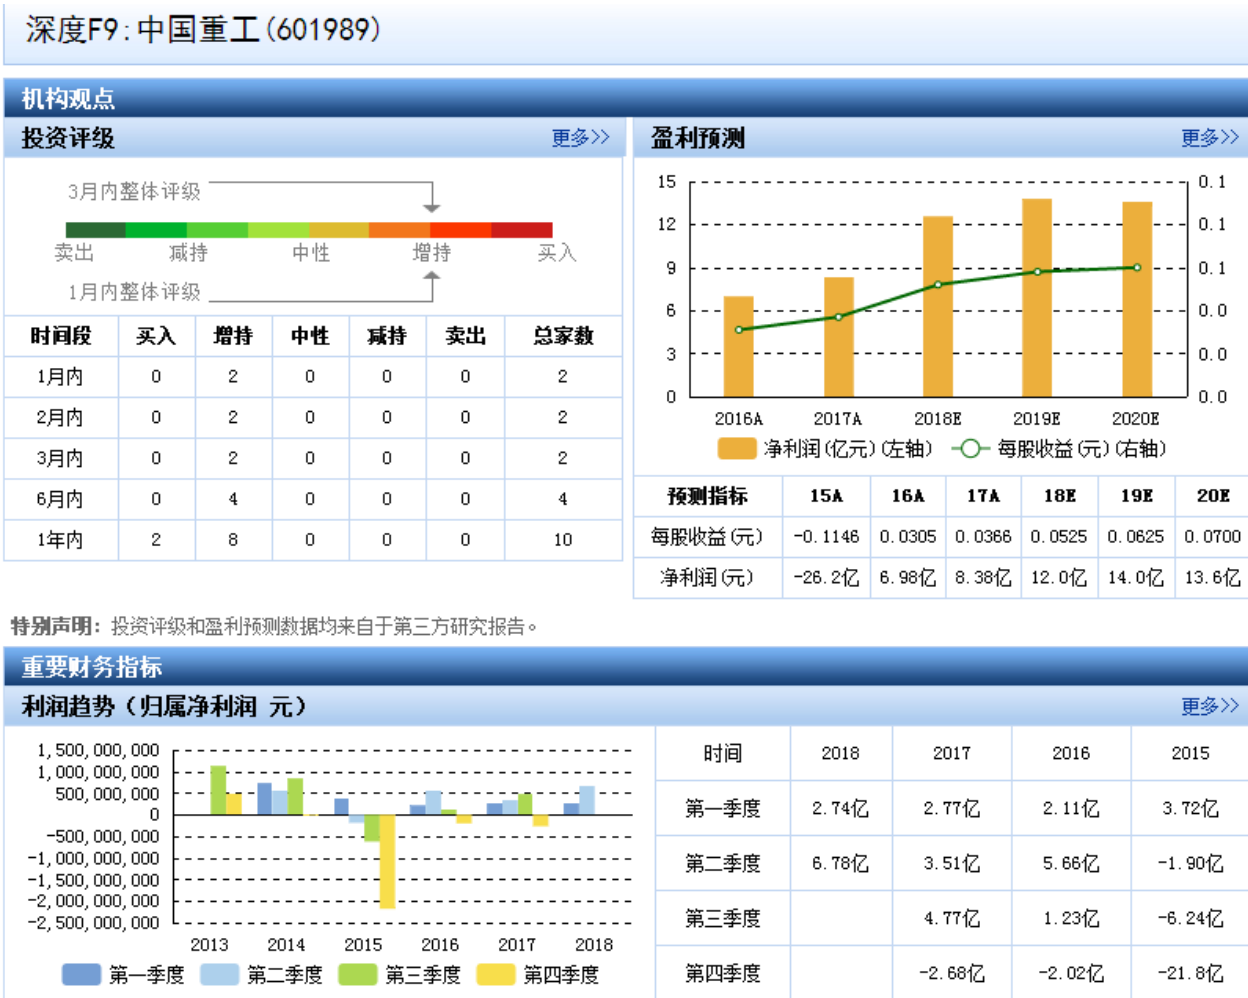 深度F9:中国重工(601989)
机构观点
投资评级 更多>>
3月内整体评级
卖出 减持 中性 增持 买入
1月内整体评级
时间段 买入 增持 中性 减持 卖出 总家数
1月内 0 2 0 0 0 2
2月内 0 2 0 0 0 2
3月内 0 2 0 0 0 2
6月内 0 4 0 0 0 4
1年内 2 8 0 0 0 10
盈利预测 更多>>
15 0.1
12 0.1
9 0.1
6 0.0
3 0.0
0 0.0
2016A 2017A 2018E 2019E 2020E
净利润(亿元)(左轴) 每股收益(元)(右轴)
预测指标 15A 16A 17A 18E 19E 20E
每股收益(元) -0.1146 0.0305 0.0366 0.0525 0.0625 0.0700
净利润(元) -26.2亿 6.98亿 8.38亿 12.0亿 14.0亿 13.6亿
特别声明：投资评级和盈利预测数据均来自于第三方研究报告。
重要财务指标
利润趋势（归属净利润 元） 更多>>
1,500,000,000
1,000,000,000
500,000,000
0
-500,000,000
-1,000,000,000
-1,500,000,000
-2,000,000,000
-2,500,000,000
2013 2014 2015 2016 2017 2018
第一季度 第二季度 第三季度 第四季度
时间 2018 2017 2016 2015
第一季度 2.74亿 2.77亿 2.11亿 3.72亿
第二季度 6.78亿 3.51亿 5.66亿 -1.90亿
第三季度 4.77亿 1.23亿 -6.24亿
第四季度 -2.68亿 -2.02亿 -21.8亿